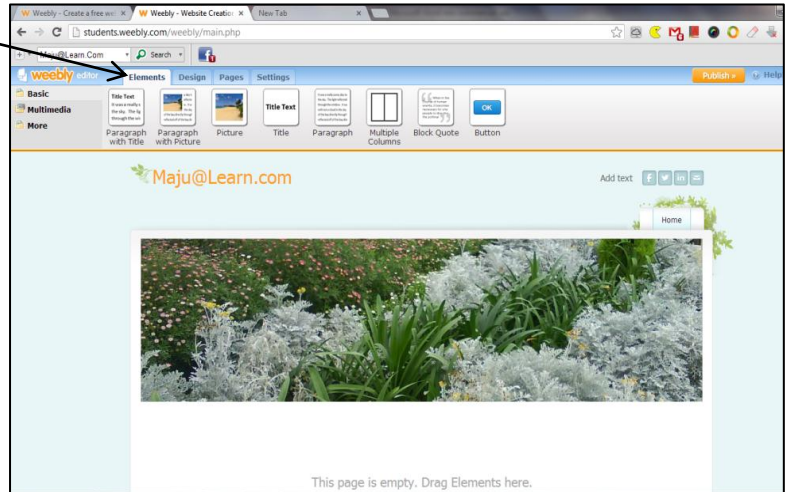 Weebly - Create a free wel
Weebly - Website Creation
New Tab
students.weebly.com/weebly/main.php
Maju@Learn.Com
Search
weebly editor
Elements
Design
Pages
Settings
Publish »
Help
Basic
Multimedia
More
Title Text
Paragraph with Title
Paragraph with Picture
Picture
Title Text
Title
Paragraph
Multiple Columns
Block Quote
OK
Button
Maju@Learn.com
Add text
Home
This page is empty. Drag Elements here.